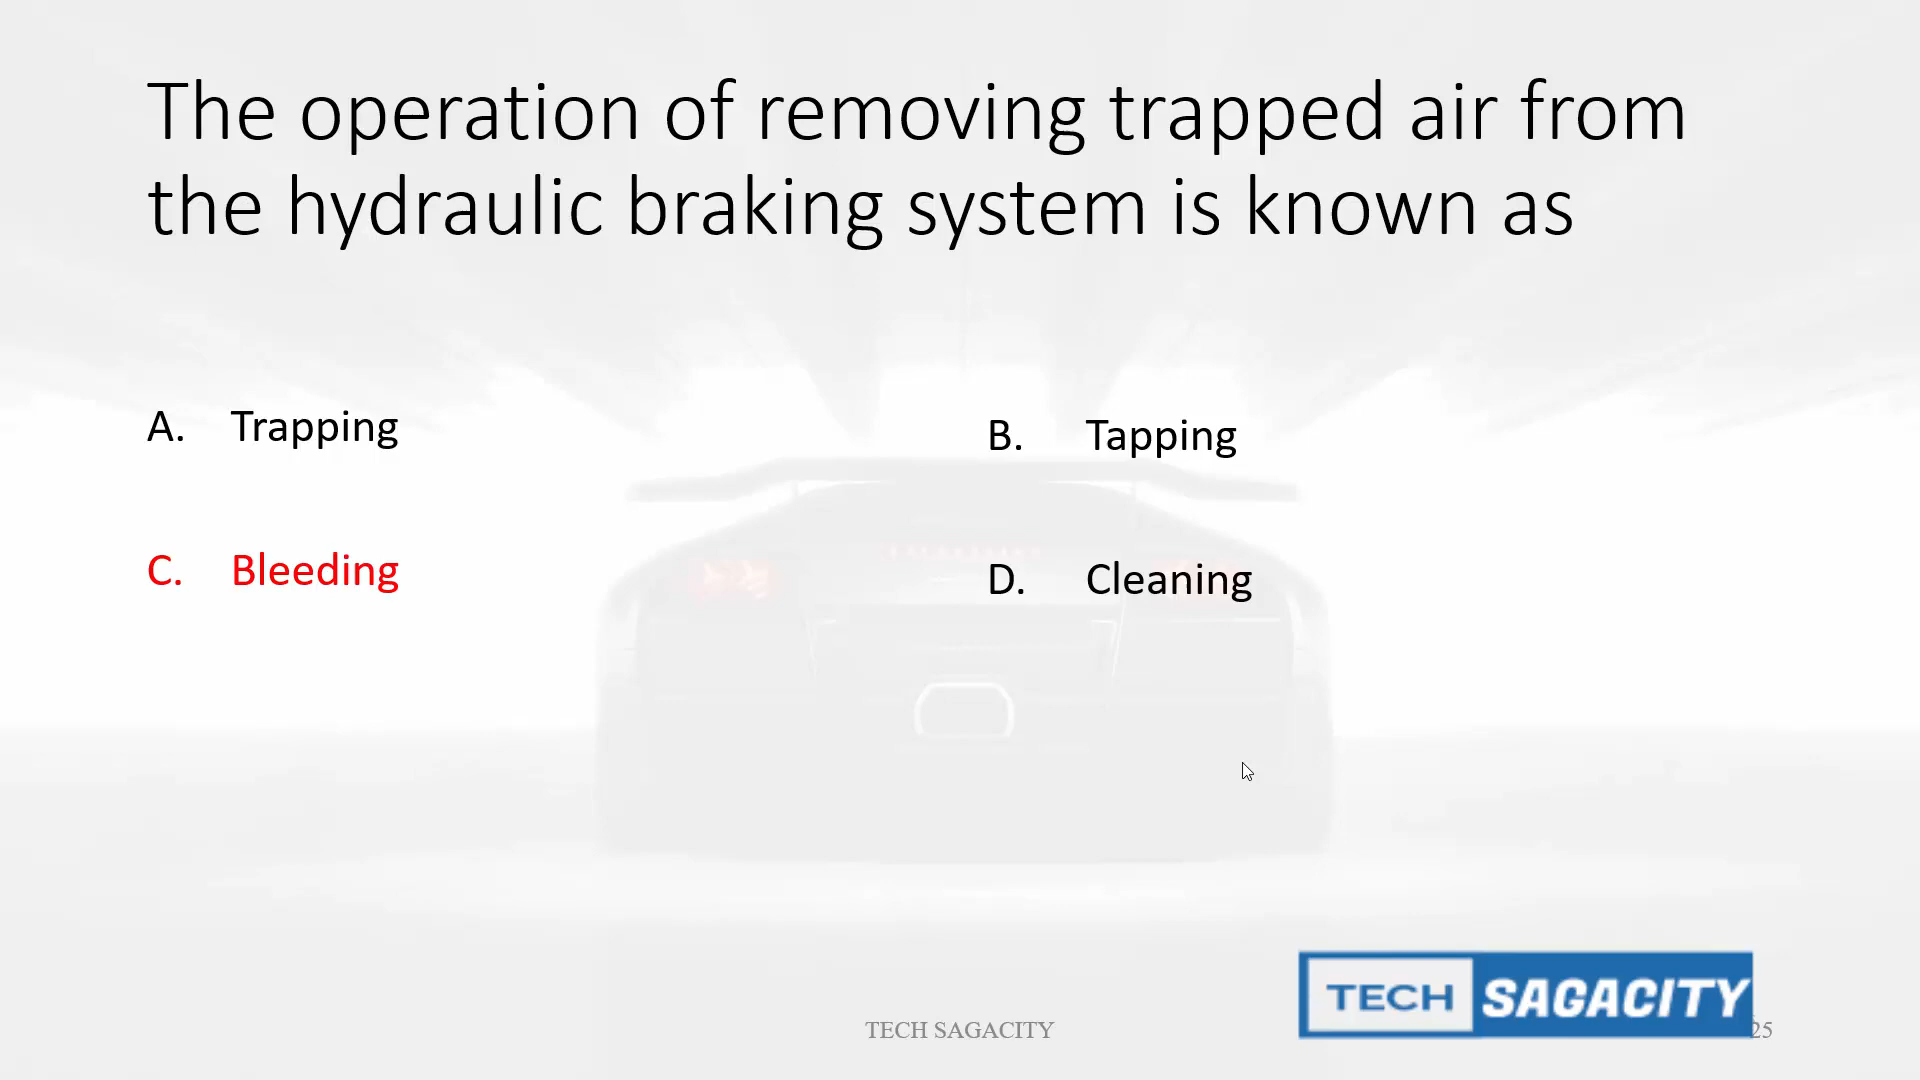 The operation of removing trapped air from
the hydraulic braking system is known as
A. Trapping
B. Tapping
C. Bleeding
D. Cleaning
TECH SAGACITY
TECH SAGACITY
25